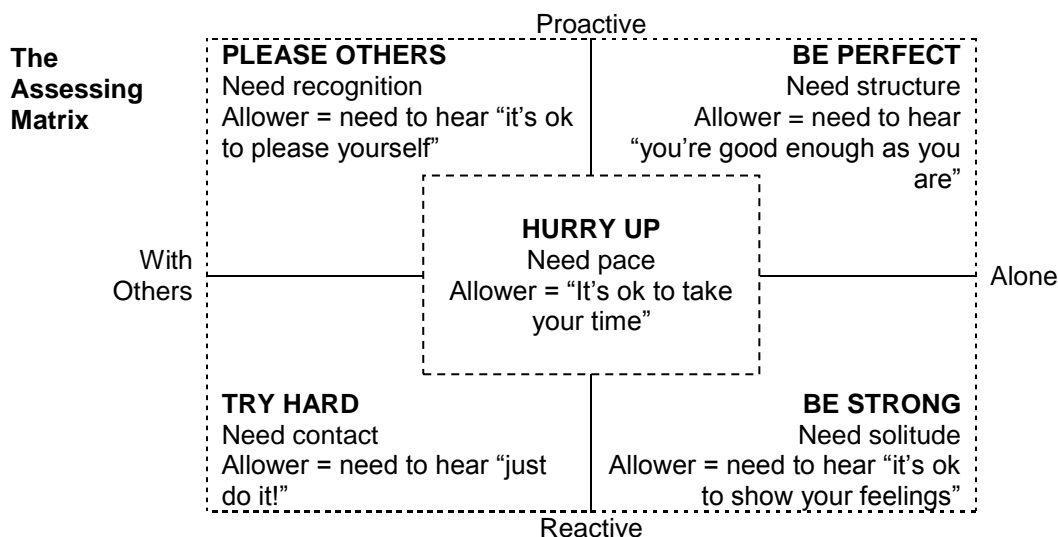 Proactive
The
Assessing
Matrix
PLEASE OTHERS
Need recognition
Allower = need to hear “it’s ok
to please yourself”
BE PERFECT
Need structure
Allower = need to hear
“you’re good enough as you
are”
HURRY UP
Need pace
Allower = “It’s ok to take
your time”
With
Others
Alone
TRY HARD
Need contact
Allower = need to hear “just
do it!”
BE STRONG
Need solitude
Allower = need to hear “it’s ok
to show your feelings”
Reactive